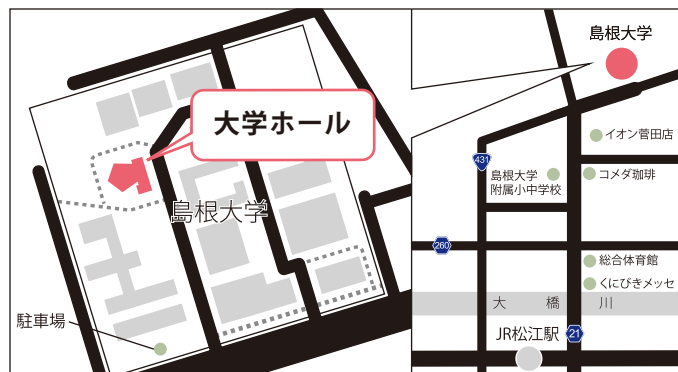 大学ホール
島根大学
駐車場
島根大学
イオン菅田店
431
島根大学
附属小中学校
コメダ珈琲
260
総合体育館
くにびきメッセ
大橋川
JR松江駅
21